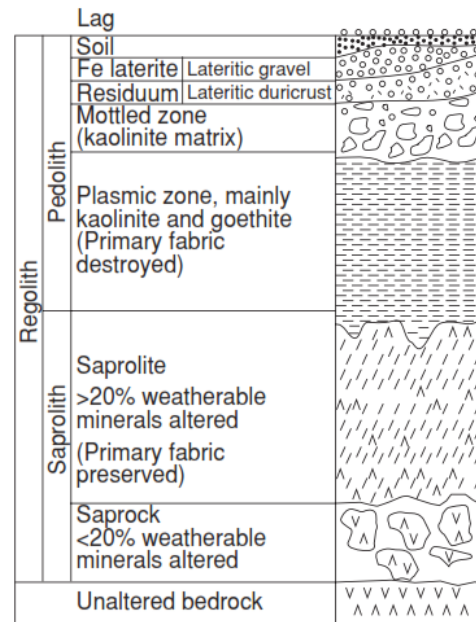 Lag
Soil
Fe laterite
Lateritic gravel
Residuum
Lateritic duricrust
Mottled zone
(kaolinite matrix)
Pedolith
Plasmic zone, mainly
kaolinite and goethite
(Primary fabric
destroyed)
Regolith
Saprolith
Saprolite
>20% weatherable
minerals altered
(Primary fabric
preserved)
Saprock
<20% weatherable
minerals altered
Unaltered bedrock